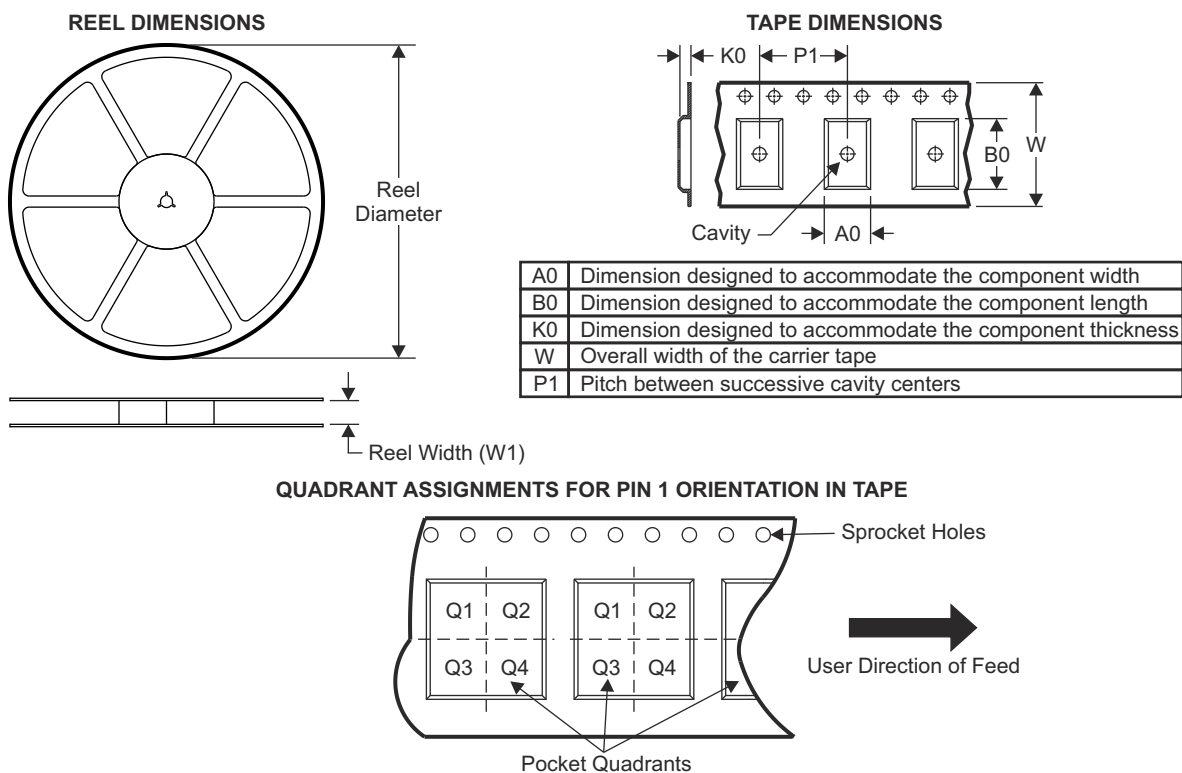 REEL DIMENSIONS
Reel
Diameter
Reel Width (W1)
TAPE DIMENSIONS
K0
P1
B0
W
Cavity
A0
A0 Dimension designed to accommodate the component width
B0 Dimension designed to accommodate the component length
K0 Dimension designed to accommodate the component thickness
W Overall width of the carrier tape
P1 Pitch between successive cavity centers
QUADRANT ASSIGNMENTS FOR PIN 1 ORIENTATION IN TAPE
Sprocket Holes
Q1 Q2 Q1 Q2
Q3 Q4 Q3 Q4
User Direction of Feed
Pocket Quadrants